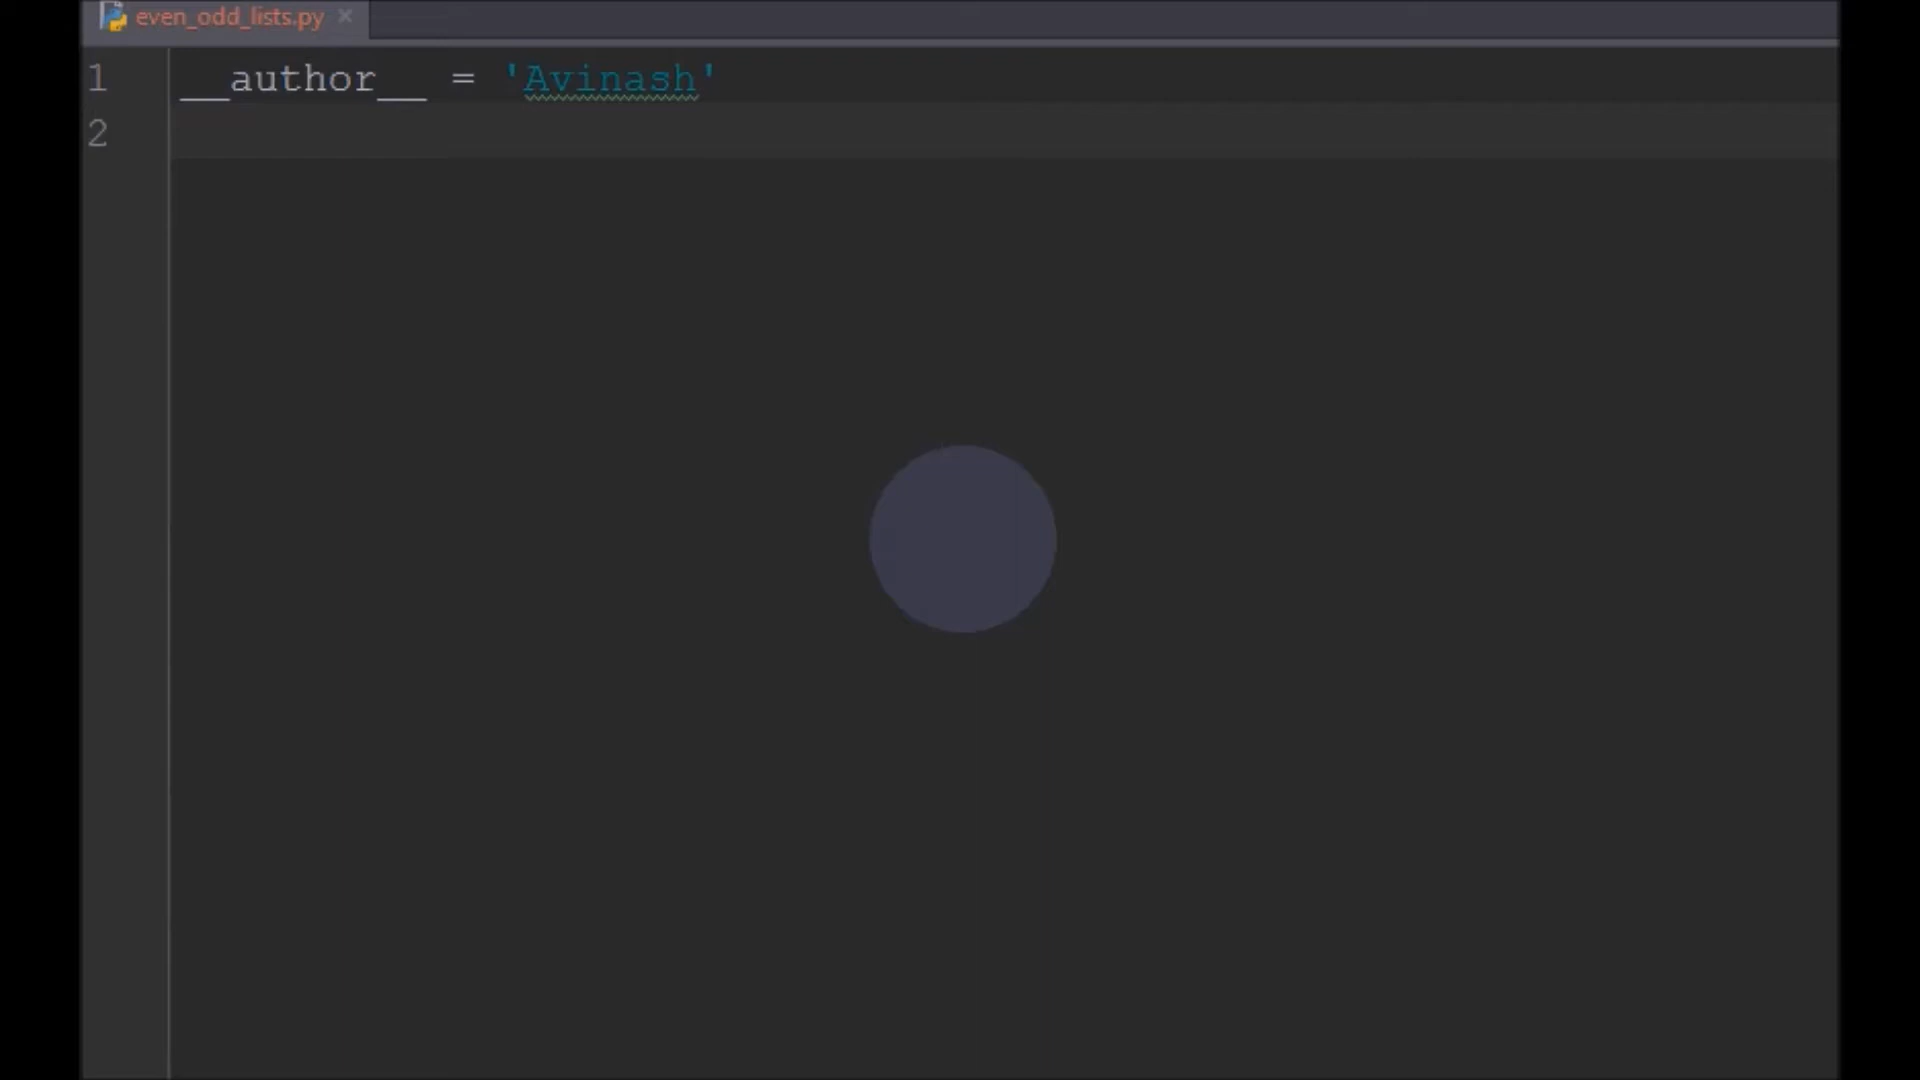 even_odd_lists.py ×
1 __author__ = 'Avinash'
2